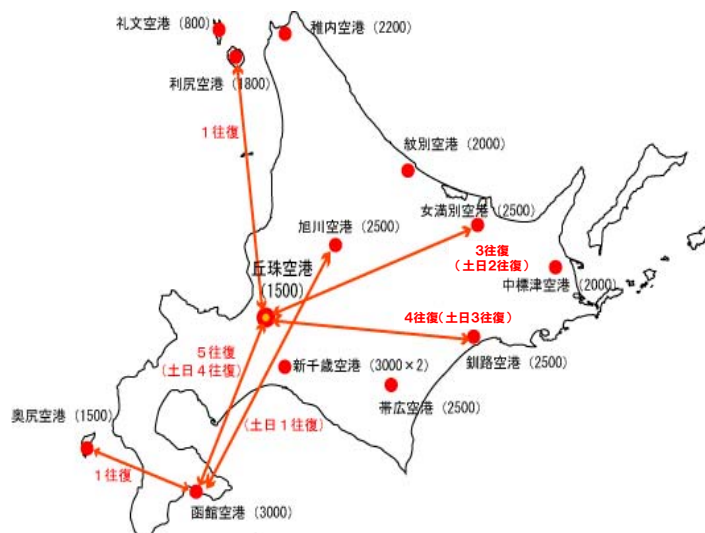 礼文空港（800）
稚内空港（2200）
利尻空港（1800）
1往復
紋別空港（2000）
女満別空港（2500）
旭川空港（2500）
3往復
（土日2往復）
丘珠空港
（1500）
中標津空港（2000）
4往復（土日3往復）
5往復
（土日4往復）
新千歳空港（3000×2）
釧路空港（2500）
帯広空港（2500）
奥尻空港（1500）
（土日1往復）
1往復
函館空港（3000）